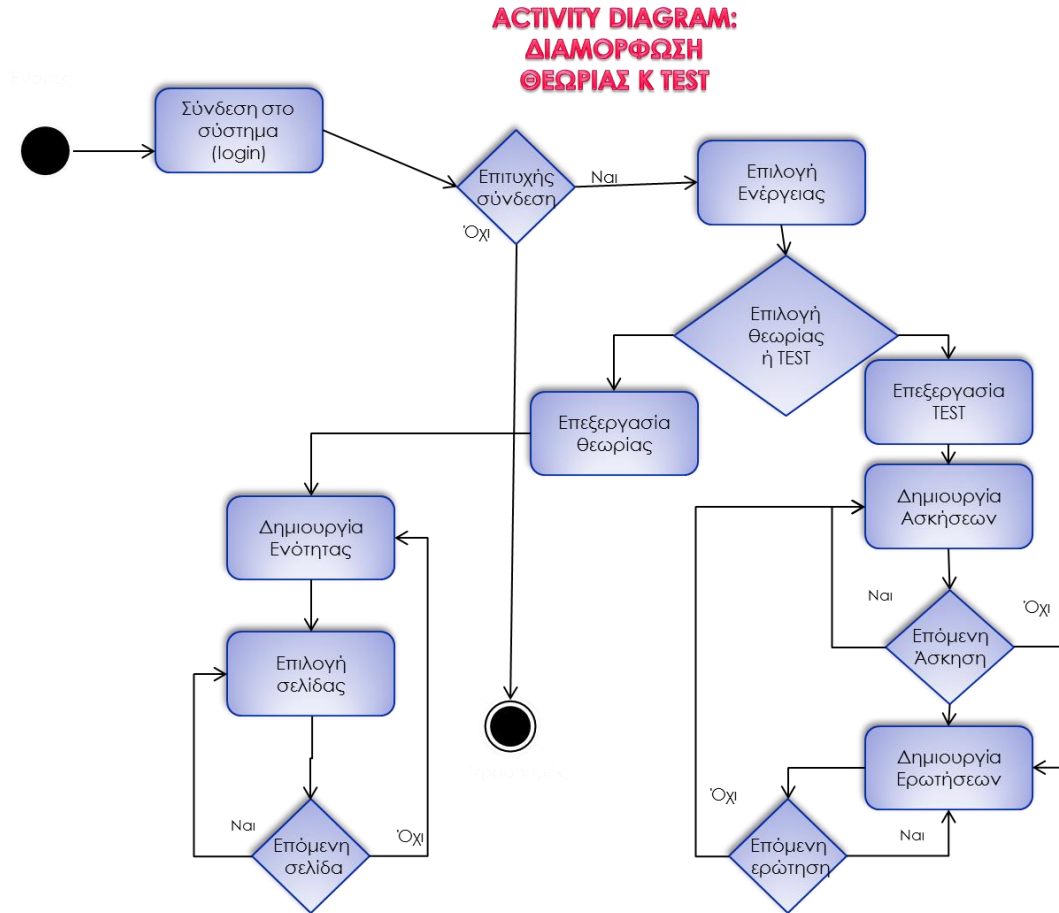 ACTIVITY DIAGRAM:
ΔΙΑΜΟΡΦΩΣΗ
ΘΕΩΡΙΑΣ Κ TEST
Σύνδεση στο
σύστημα
(login)
Επιτυχής
σύνδεση
Ναι
Όχι
Επιλογή
Ενέργειας
Επιλογή
θεωρίας
ή TEST
Επεξεργασία
θεωρίας
Επεξεργασία
TEST
Δημιουργία
Ενότητας
Δημιουργία
Ασκήσεων
Ναι
Όχι
Επόμενη
Άσκηση
Επιλογή
σελίδας
Δημιουργία
Ερωτήσεων
Ναι
Όχι
Επόμενη
σελίδα
Όχι
Ναι
Επόμενη
ερώτηση